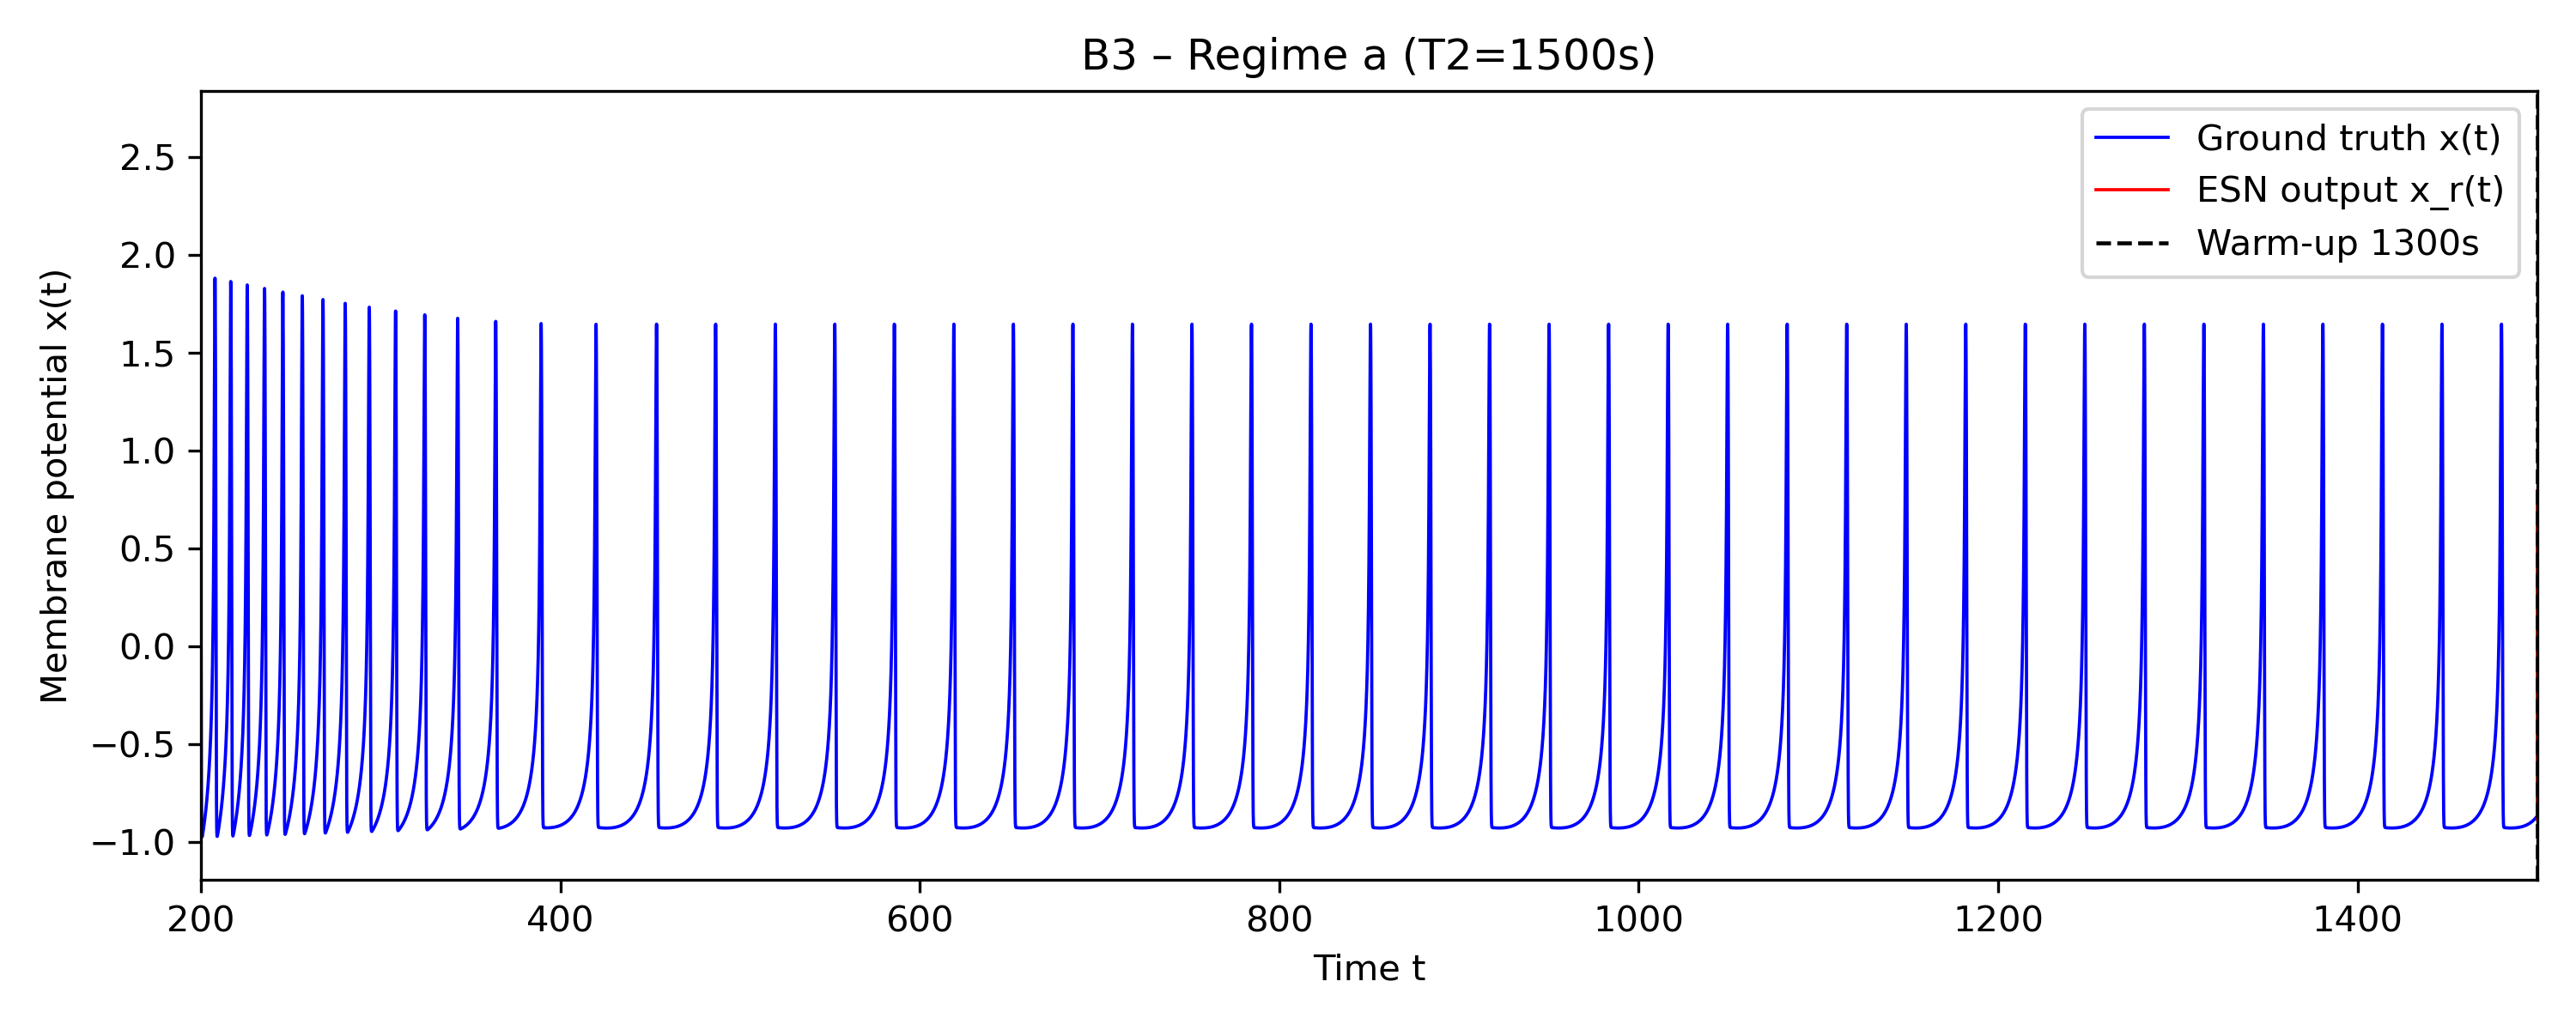 B3 – Regime a (T2=1500s)
Ground truth x(t)
ESN output x_r(t)
Warm-up 1300s
Membrane potential x(t)
2.5
2.0
1.5
1.0
0.5
0.0
−0.5
−1.0
200 400 600 800 1000 1200 1400
Time t